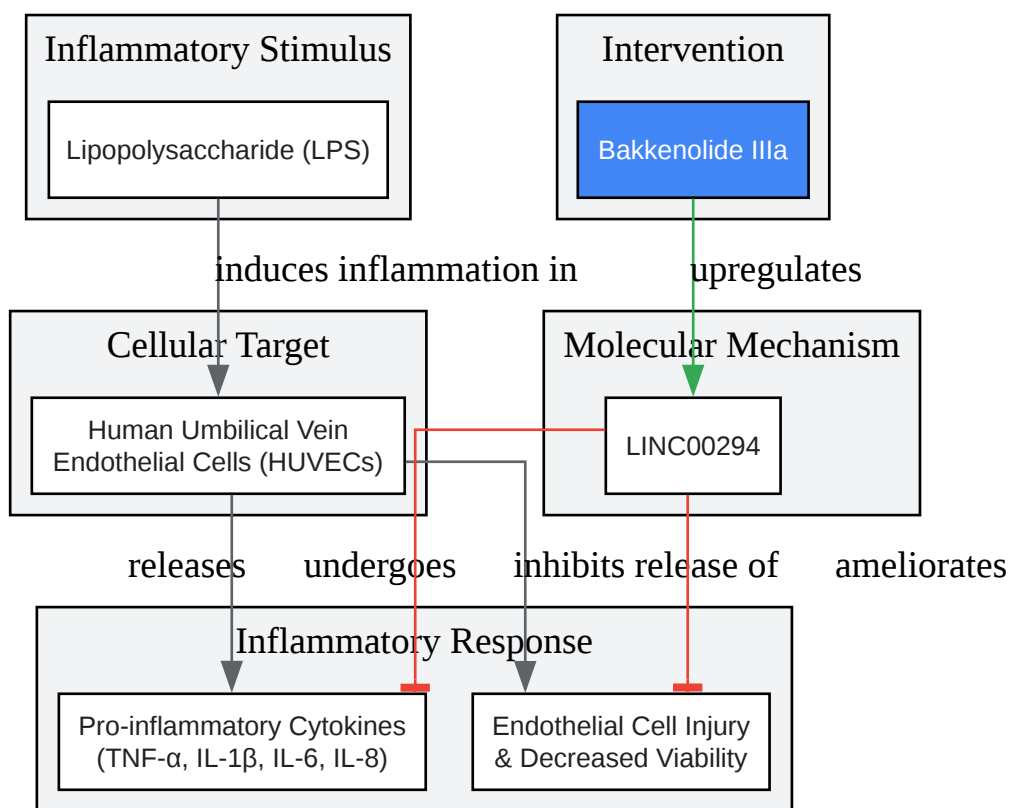 Inflammatory Stimulus
Intervention
Lipopolysaccharide (LPS)
Bakkenolide IIIa
induces inflammation in
upregulates
Cellular Target
Molecular Mechanism
Human Umbilical Vein
Endothelial Cells (HUVECs)
LINC00294
releases
undergoes
inhibits release of
ameliorates
Inflammatory Response
Pro-inflammatory Cytokines
(TNF-α, IL-1β, IL-6, IL-8)
Endothelial Cell Injury
& Decreased Viability